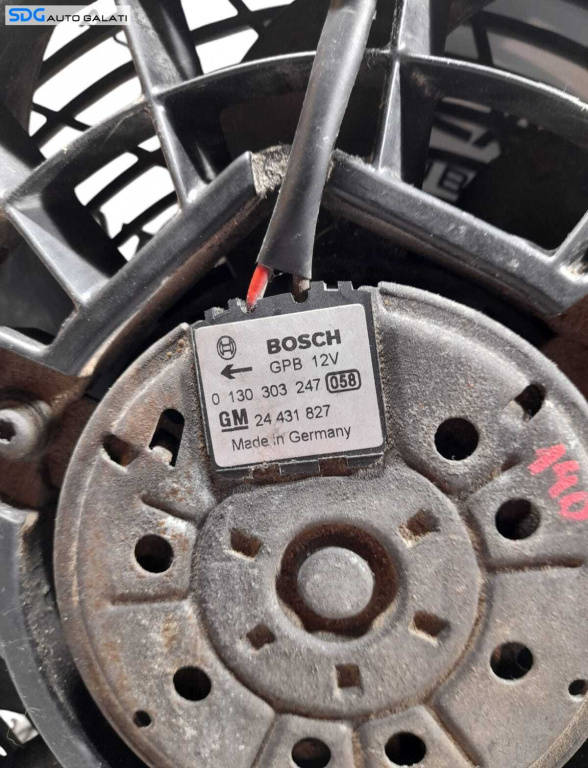 SDG AUTO GALATI
BOSCH
GPB 12V
0 130 303 247 058
GM 24 431 827
Made in Germany
140